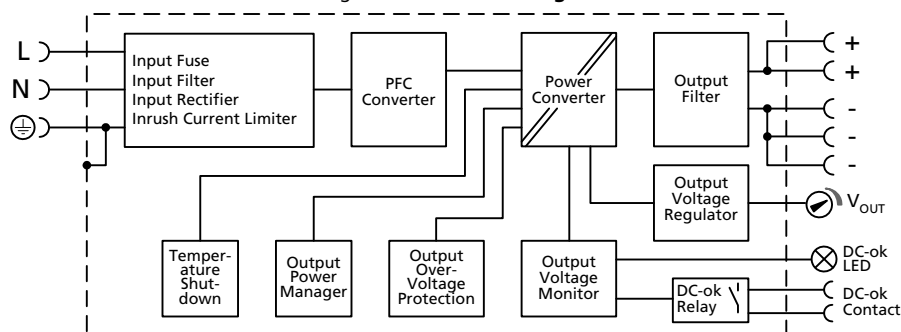 L
N
Input Fuse
Input Filter
Input Rectifier
Inrush Current Limiter
PFC
Converter
Power
Converter
Output
Filter
+
+
-
-
-
Output
Voltage
Regulator
VOUT
Temper-
ature
Shut-
down
Output
Power
Manager
Output
Over-
Voltage
Protection
Output
Voltage
Monitor
DC-ok
LED
DC-ok
Relay
DC-ok
Contact